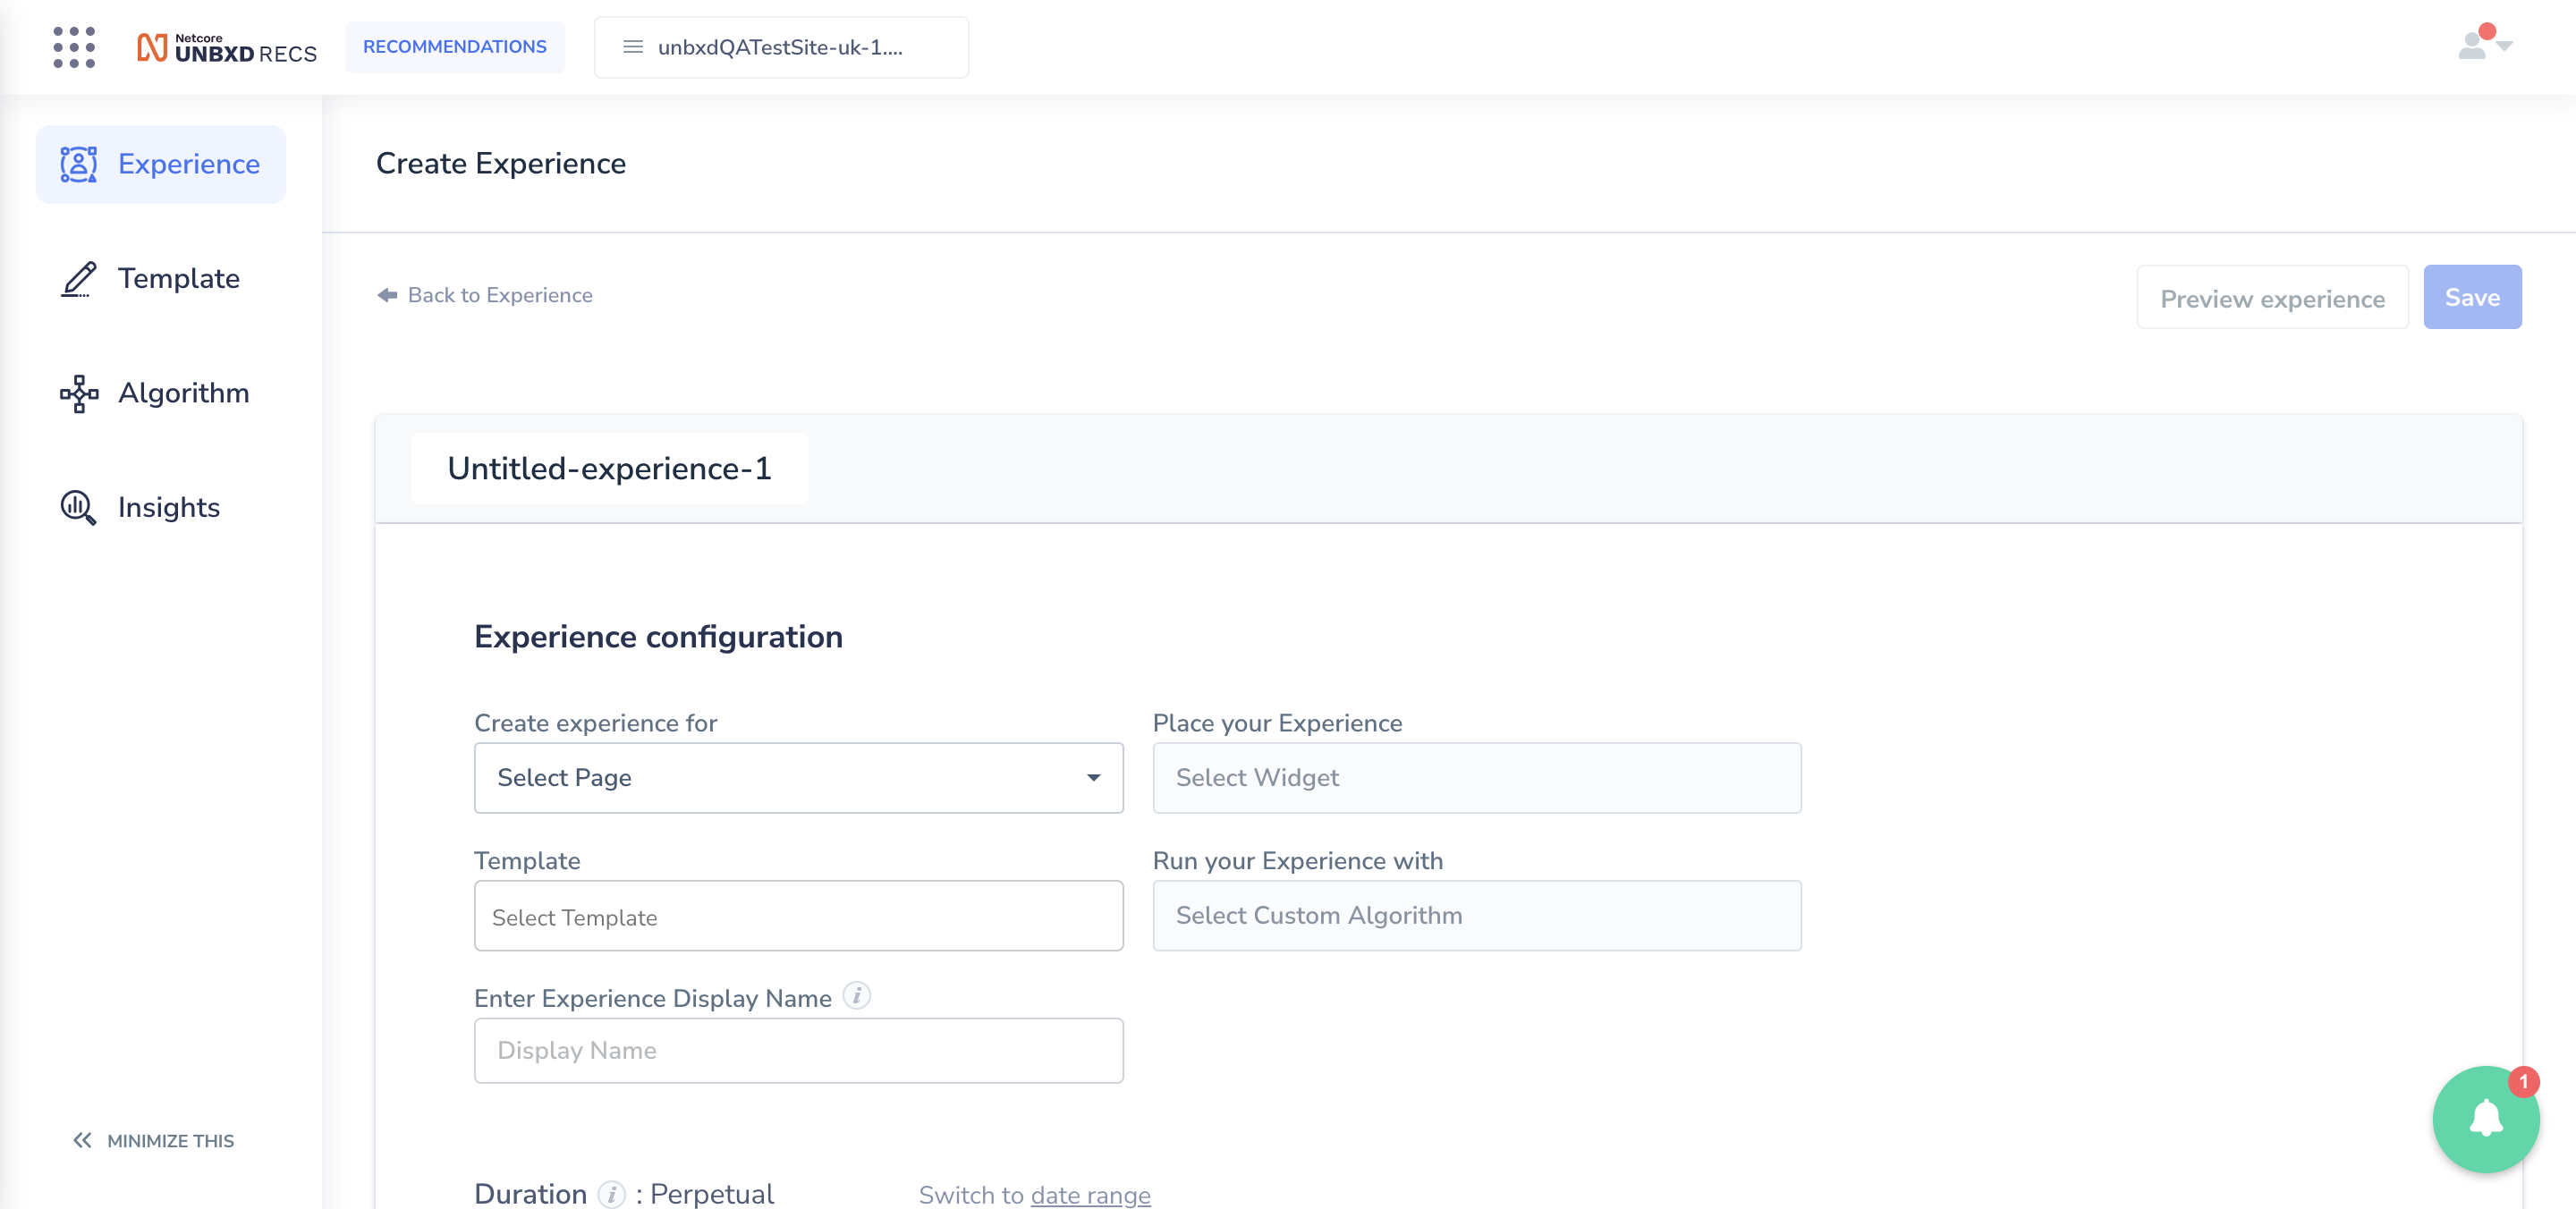 Netcore
UNBXD RECS
RECOMMENDATIONS
unbxdQATestSite-uk-1....
Experience
Template
Algorithm
Insights
MINIMIZE THIS
Create Experience
Back to Experience
Preview experience
Save
Untitled-experience-1
Experience configuration
Create experience for
Select Page
Place your Experience
Select Widget
Template
Select Template
Run your Experience with
Select Custom Algorithm
Enter Experience Display Name i
Display Name
Duration i : Perpetual
Switch to date range
1